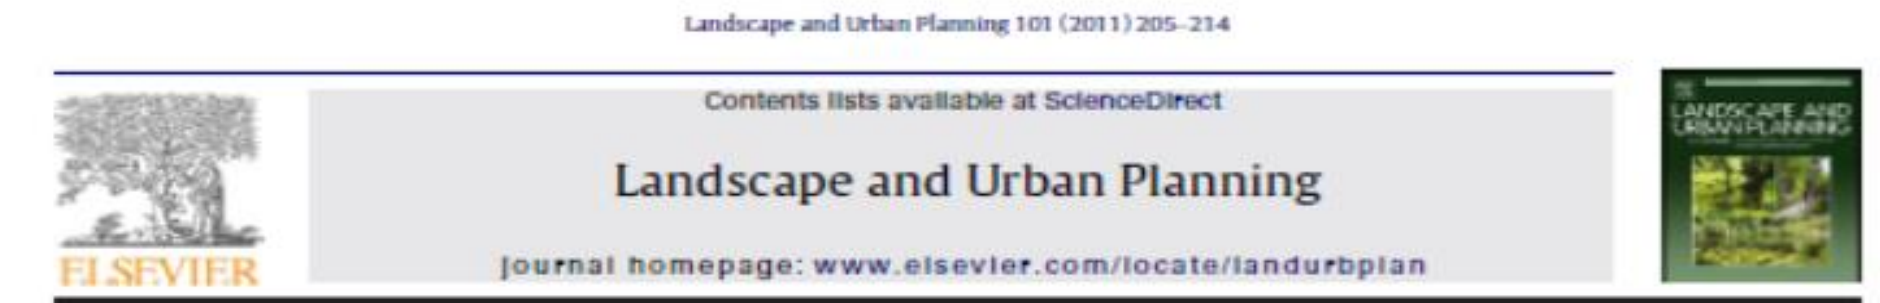 Landscape and Urban Planning 101 (2011) 205–214
Contents lists available at ScienceDirect
Landscape and Urban Planning
journal homepage: www.elsevier.com/locate/landurbplan
ELSEVIER
LANDSCAPE AND
URBAN PLANNING